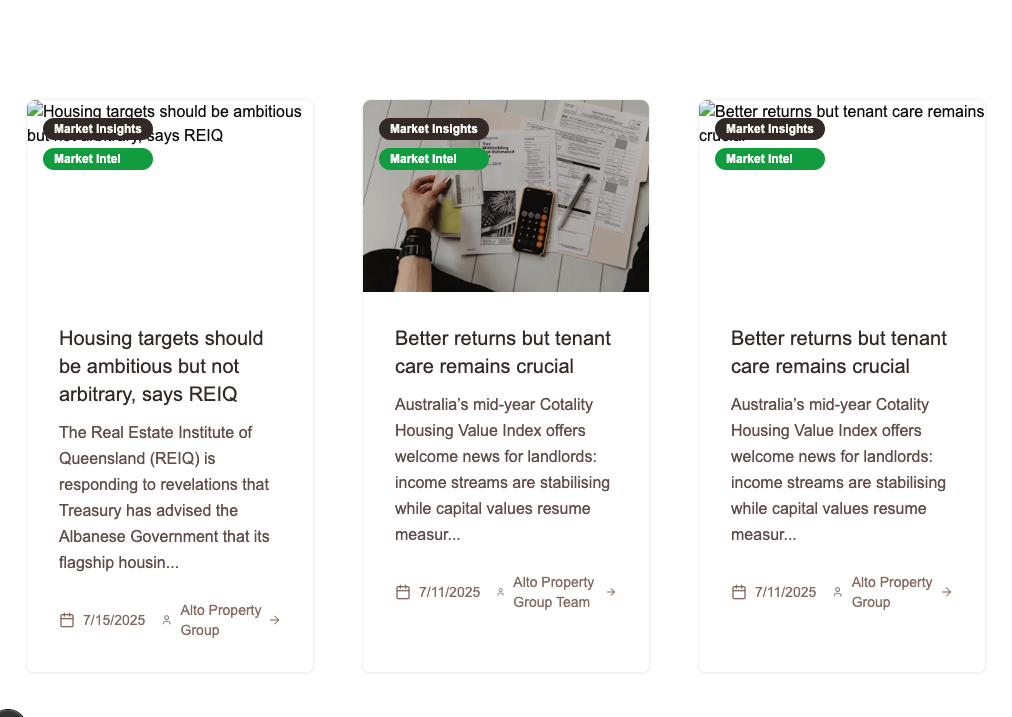 Housing targets should be ambitious
but not arbitrary, says REIQ
Market Insights
Market Intel
Housing targets should
be ambitious but not
arbitrary, says REIQ
The Real Estate Institute of
Queensland (REIQ) is
responding to revelations that
Treasury has advised the
Albanese Government that its
flagship housin...
7/15/2025
Alto Property
Group
Market Insights
Market Intel
Tax
Withholding
and Estimated
Better returns but tenant
care remains crucial
Australia’s mid-year Cotality
Housing Value Index offers
welcome news for landlords:
income streams are stabilising
while capital values resume
measur...
7/11/2025
Alto Property
Group Team
Better returns but tenant care remains
crucial
Market Insights
Market Intel
Better returns but tenant
care remains crucial
Australia’s mid-year Cotality
Housing Value Index offers
welcome news for landlords:
income streams are stabilising
while capital values resume
measur...
7/11/2025
Alto Property
Group